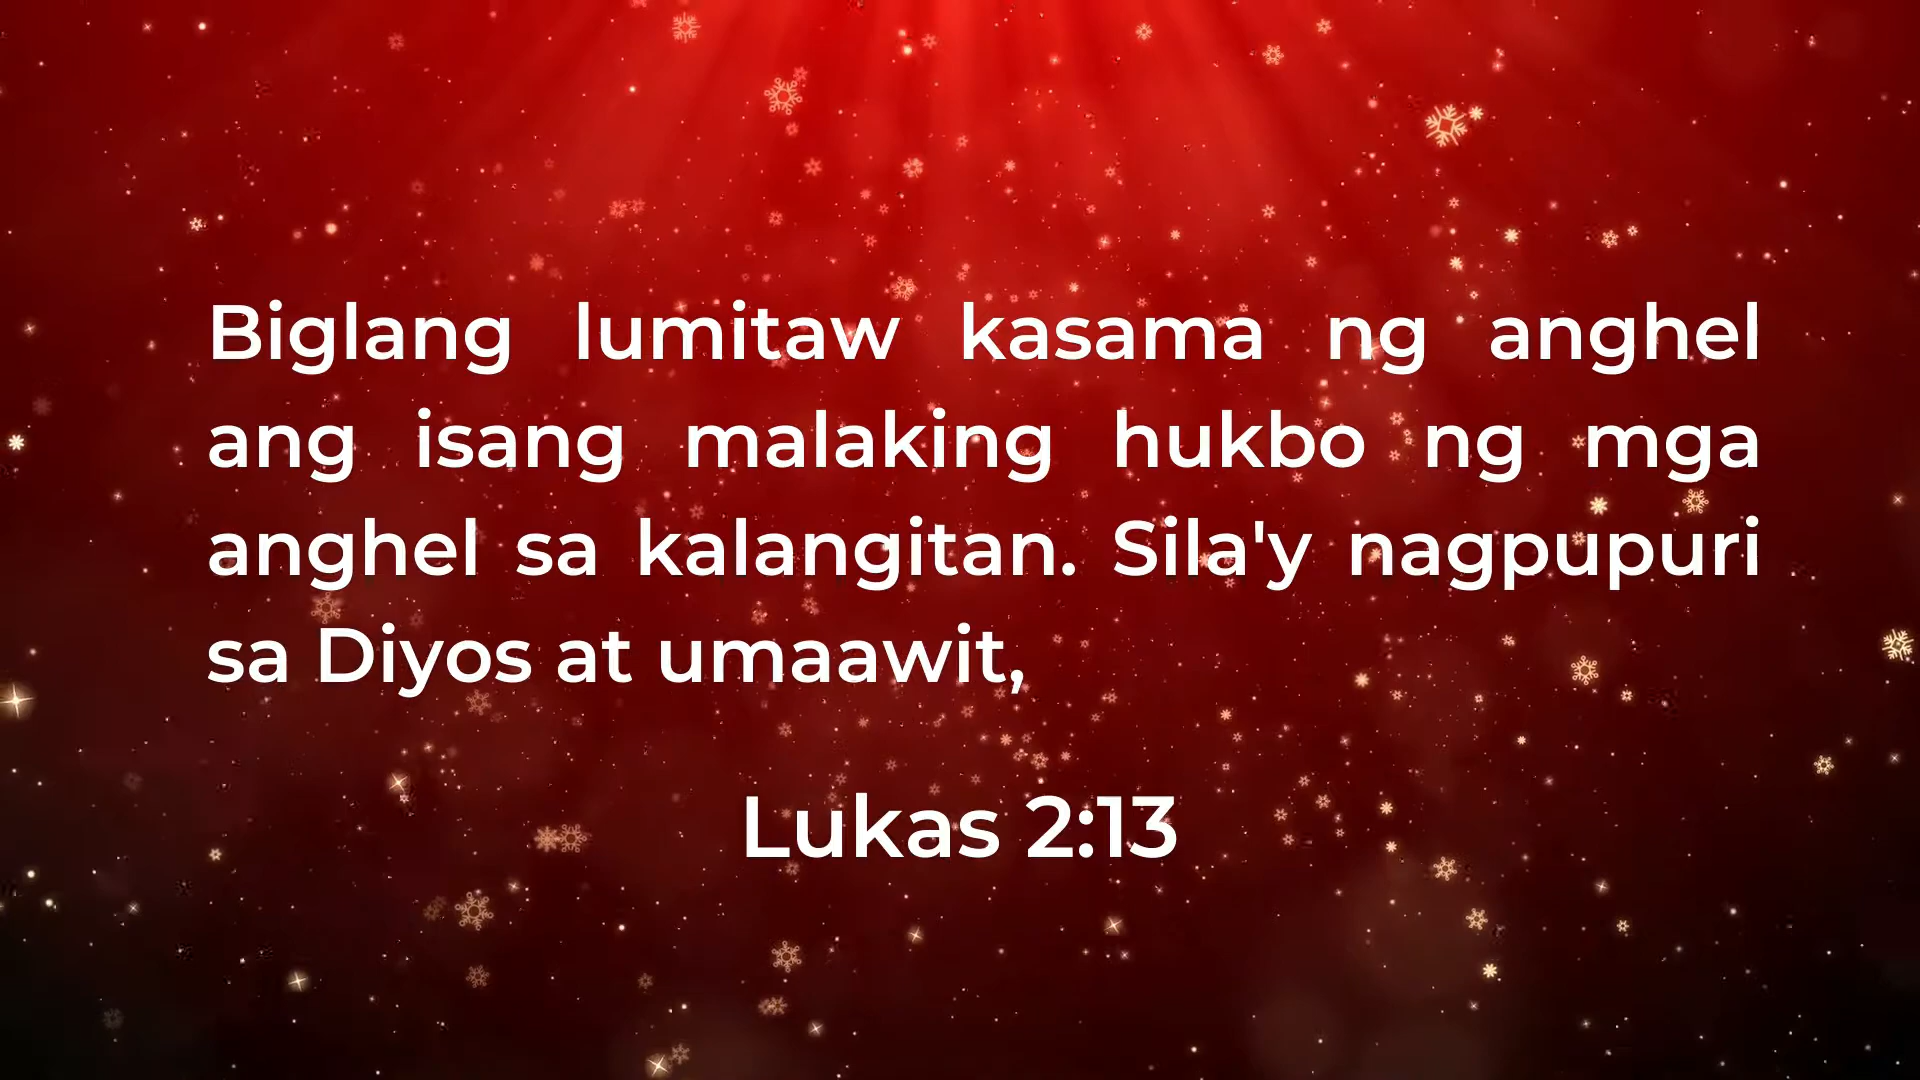 Biglang lumitaw kasama ng anghel
ang isang malaking hukbo ng mga
anghel sa kalangitan. Sila'y nagpupuri
sa Diyos at umaawit,
Lukas 2:13